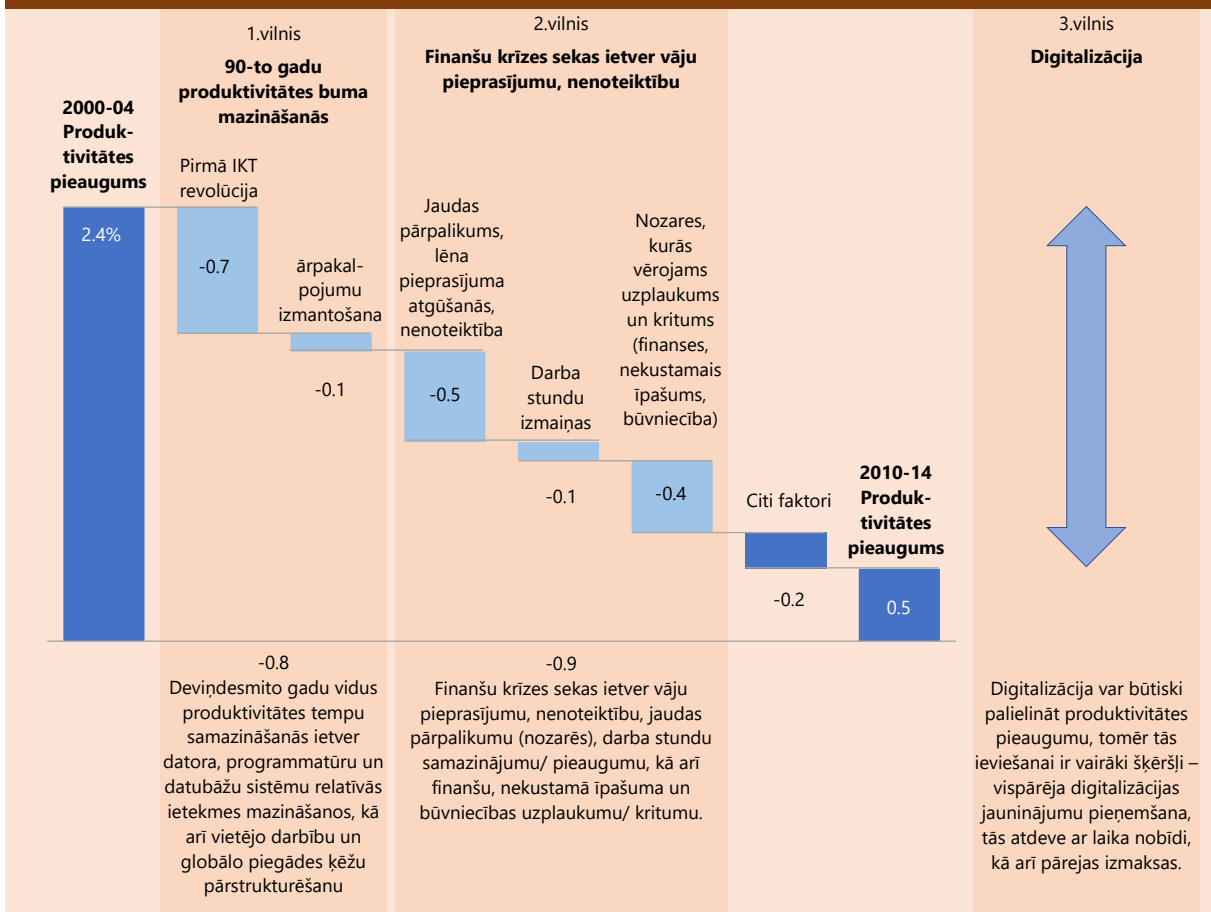 1.vilnis
90-to gadu
produktivitātes buma
mazināšanās
2.vilnis
Finanšu krīzes sekas ietver vāju
pieprasījumu, nenoteiktību
3.vilnis
Digitalizācija
2000-04
Produk-
tivitātes
pieaugums
2.4%
Pirmā IKT
revolūcija
-0.7
ārpakal-
pojumu
izmantošana
-0.1
Jaudas
pārpalikums,
lēna
pieprasījuma
atgūšanās,
nenoteiktība
-0.5
Darba
stundu
izmaiņas
-0.1
Nozares,
kurās
vērojams
uzplaukums
un kritums
(finanses,
nekustamais
īpašums,
būvniecība)
-0.4
Citi faktori
-0.2
2010-14
Produk-
tivitātes
pieaugums
0.5
-0.8
Deviņdesmito gadu vidus
produktivitātes tempu
samazināšanās ietver
datora, programmatūru un
datubāžu sistēmu relatīvās
ietekmes mazināšanos, kā
arī vietējo darbību un
globālo piegādes ķēžu
pārstrukturēšanu
-0.9
Finanšu krīzes sekas ietver vāju
pieprasījumu, nenoteiktību, jaudas
pārpalikumu (nozarēs), darba stundu
samazinājumu/ pieaugumu, kā arī
finanšu, nekustamā īpašuma un
būvniecības uzplaukumu/ kritumu.
Digitalizācija var būtiski
palielināt produktivitātes
pieaugumu, tomēr tās
ieviešanai ir vairāki šķēršļi –
vispārēja digitalizācijas
jauninājumu pieņemšana,
tās atdeve ar laika nobīdi,
kā arī pārejas izmaksas.